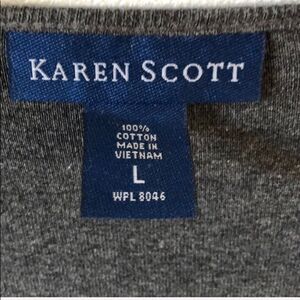 KAREN SCOTT
100%
COTTON
MADE IN
VIETNAM
L
WPL 8046